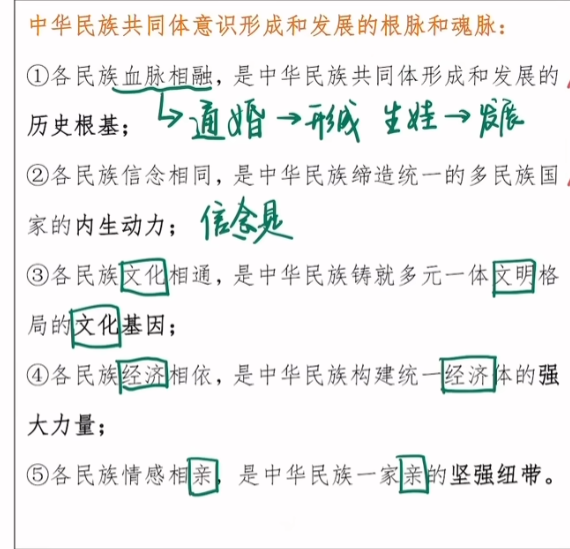 中华民族共同体意识形成和发展的根脉和魂脉：
①各民族血脉相融，是中华民族共同体形成和发展的
历史根基； 通婚→形成 生娃→发展
②各民族信念相同，是中华民族缔造统一的多民族国
家的内生动力； 信念是
③各民族文化相通，是中华民族铸就多元一体文明格
局的文化基因；
④各民族经济相依，是中华民族构建统一经济体的强
大力量；
⑤各民族情感相亲，是中华民族一家亲的坚强纽带。